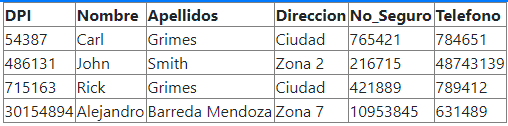 DPI Nombre Apellidos Direccion No_Seguro Telefono
54387 Carl Grimes Ciudad 765421 784651
486131 John Smith Zona 2 216715 48743139
715163 Rick Grimes Ciudad 421889 789412
30154894 Alejandro Barreda Mendoza Zona 7 10953845 631489